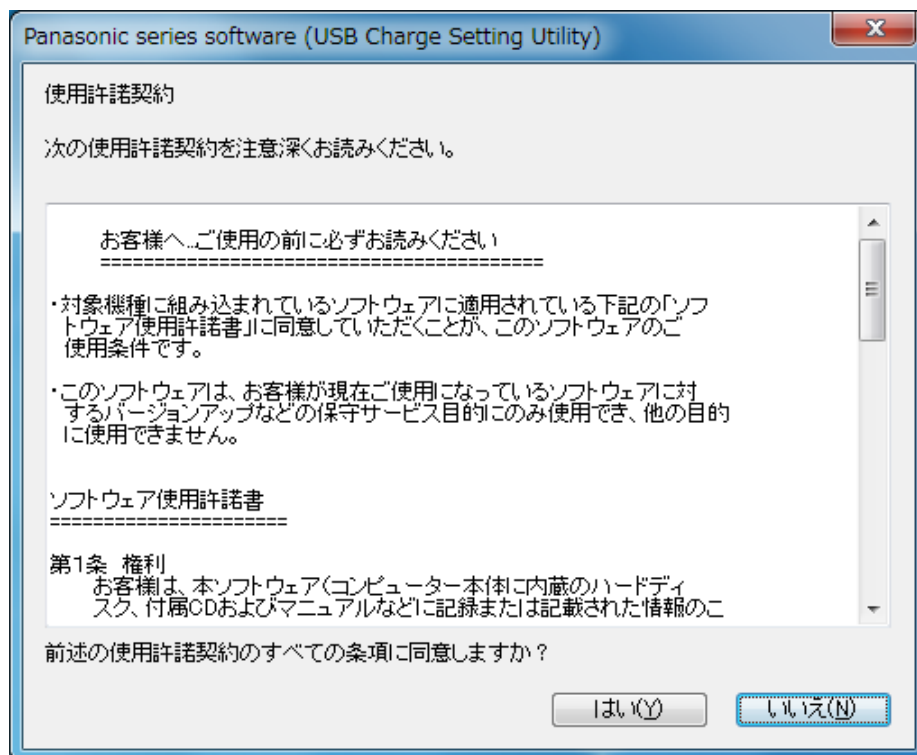 Panasonic series software (USB Charge Setting Utility)
使用許諾契約
次の使用許諾契約を注意深くお読みください。
お客様へ...ご使用の前に必ずお読みください
=========================================
・対象機種に組み込まれているソフトウェアに適用されている下記の「ソフ
トウェア使用許諾書」に同意していただくことが、このソフトウェアのご
使用条件です。
・このソフトウェアは、お客様が現在ご使用になっているソフトウェアに対
するバージョンアップなどの保守サービス目的にのみ使用でき、他の目的
に使用できません。
ソフトウェア使用許諾書
======================
第1条 権利
お客様は、本ソフトウェア(コンピューター本体に内蔵のハードディ
スク、付属CDおよびマニュアルなどに記録または記載された情報のこ
前述の使用許諾契約のすべての条項に同意しますか?
はい(Y)
いいえ(N)